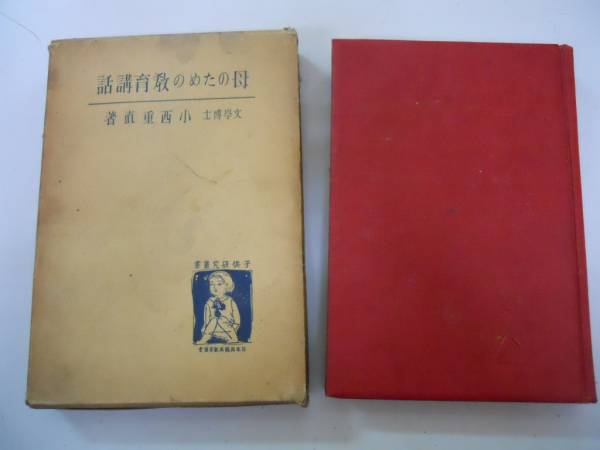 母のための教育講話
文學博士 小西重直著
子供研究叢書